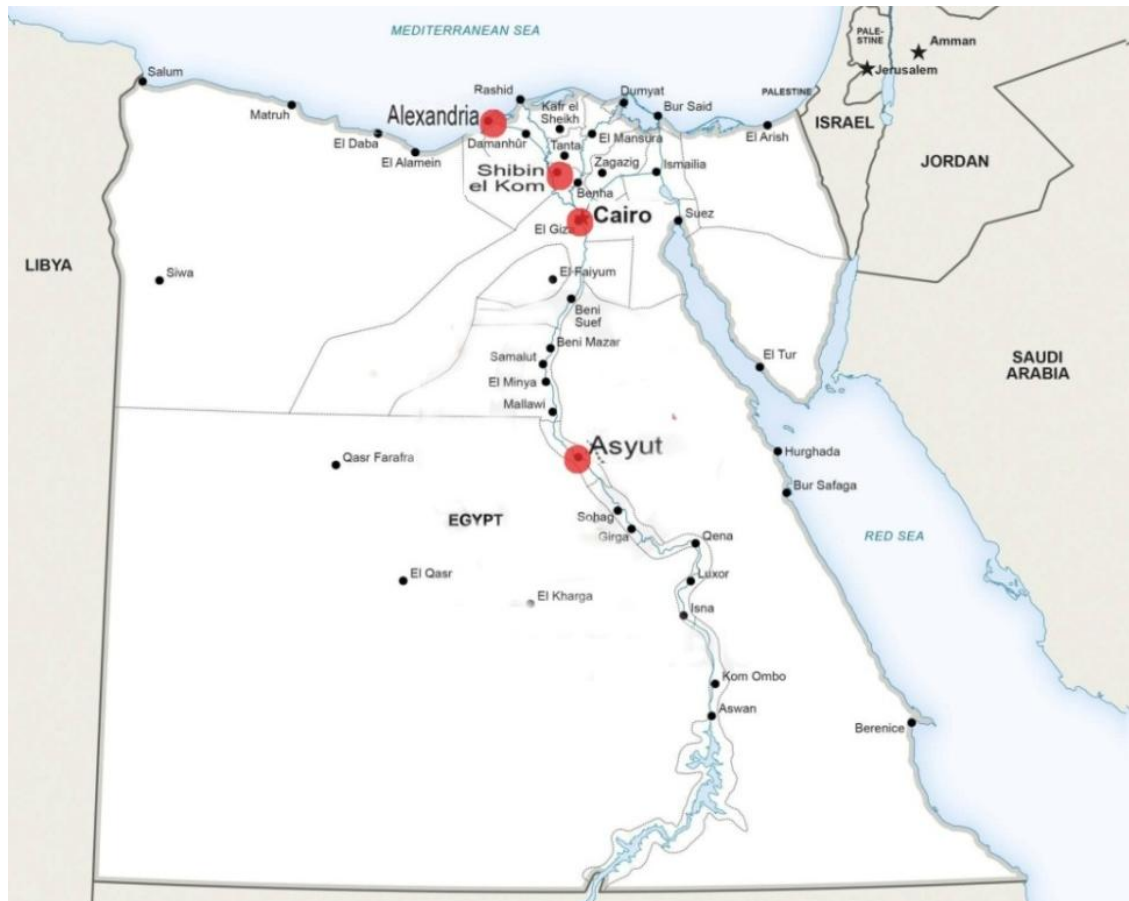 MEDITERRANEAN SEA
PALE-
STINE
Amman
Jerusalem
Salum
Rashid
Dumyat
PALESTINE
Matruh
Alexandria
Kafr el
Sheikh
Bur Said
ISRAEL
El Daba
Damanhûr
El Mansura
El Arish
El Alamein
Tanta
JORDAN
Shibin
el Kom
Zagazig
Ismailia
Benha
Cairo
El Giza
Suez
LIBYA
Siwa
El Faiyum
Beni
Suef
Beni Mazar
Samalut
El Tur
SAUDI
ARABIA
El Minya
Mallawi
Asyut
Qasr Farafra
Hurghada
Bur Safaga
EGYPT
Sohag
Girga
Qena
RED SEA
El Qasr
Luxor
El Kharga
Isna
Kom Ombo
Aswan
Berenice